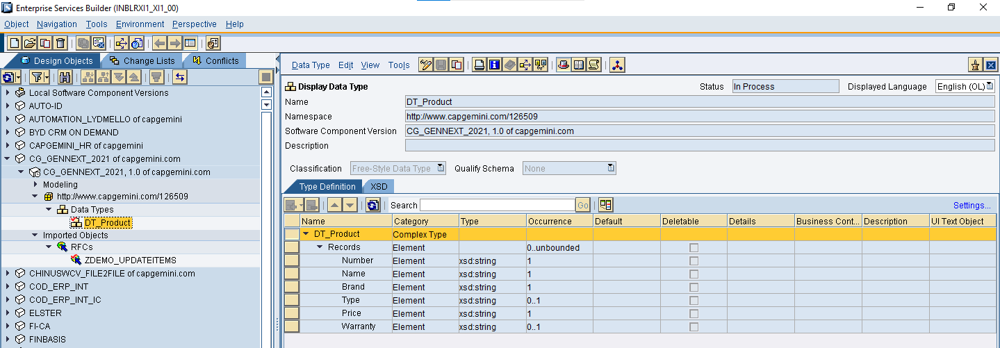 Enterprise Services Builder (INBLRXI1_XI1_00)
Object Navigation Tools Environment Perspective Help
Design Objects Change Lists Conflicts
Local Software Component Versions
AUTO-ID
AUTOMATION_LYDMELLO of capgemini
BYD CRM ON DEMAND
CAPGEMINI_HR of capgemini
CG_GENNEXT_2021 of capgemini.com
CG_GENNEXT_2021, 1.0 of capgemini.com
Modeling
http://www.capgemini.com/126509
Data Types
DT_Product
Imported Objects
RFCs
ZDEMO_UPDATEITEMS
CHINUSWCV_FILE2FILE of capgemini.com
COD_ERP_INT
COD_ERP_INT_IC
ELSTER
FI-CA
FINBASIS
Data Type Edit View Tools
Display Data Type Status In Process Displayed Language English (OL)
Name DT_Product
Namespace http://www.capgemini.com/126509
Software Component Version CG_GENNEXT_2021, 1.0 of capgemini.com
Description
Classification Free-Style Data Type Qualify Schema None
Type Definition XSD
Search Go Settings...
Name Category Type Occurrence Default Deletable Details Business Cont... Description UI Text Object
DT_Product Complex Type
Records Element 0..unbounded
Number Element xsd:string 1
Name Element xsd:string 1
Brand Element xsd:string 1
Type Element xsd:string 0..1
Price Element xsd:string 1
Warranty Element xsd:string 0..1